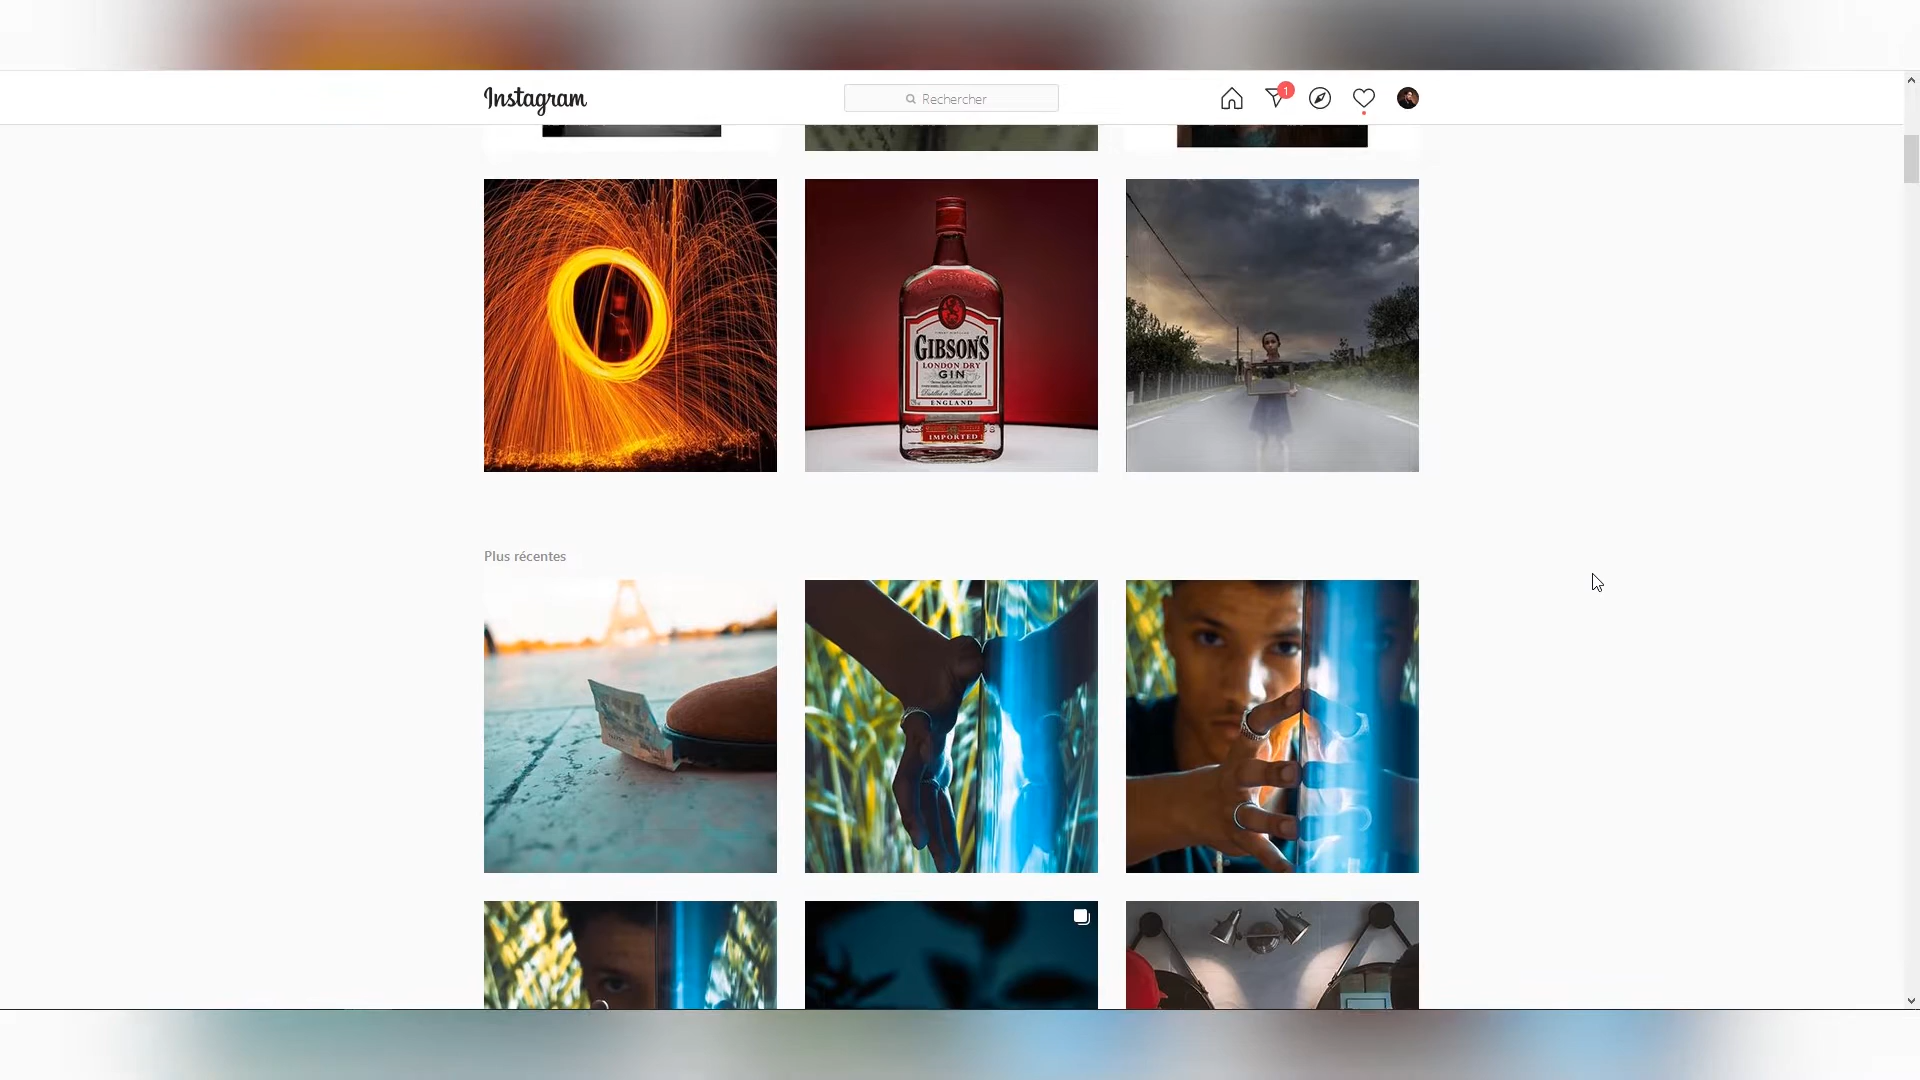 Instagram
Rechercher
1
GIBSON'S
LONDON DRY
GIN
ENGLAND
IMPORTED
Plus récentes